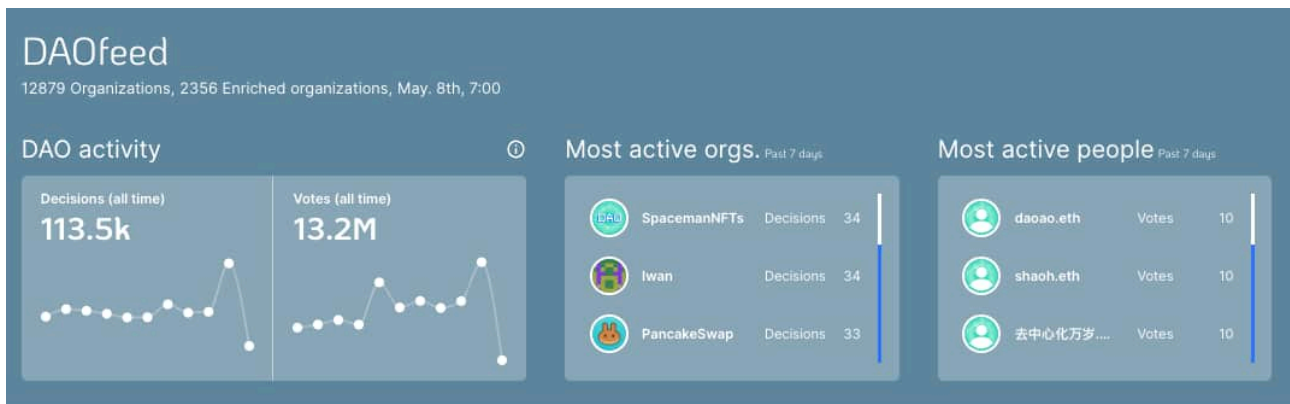 DAOfeed
12879 Organizations, 2356 Enriched organizations, May. 8th, 7:00
DAO activity
Decisions (all time)
113.5k
Votes (all time)
13.2M
Most active orgs. Past 7 days
DAO
SpacemanNFTs Decisions 34
Iwan Decisions 34
PancakeSwap Decisions 33
Most active people Past 7 days
daoao.eth Votes 10
shaoh.eth Votes 10
去中心化万岁.... Votes 10